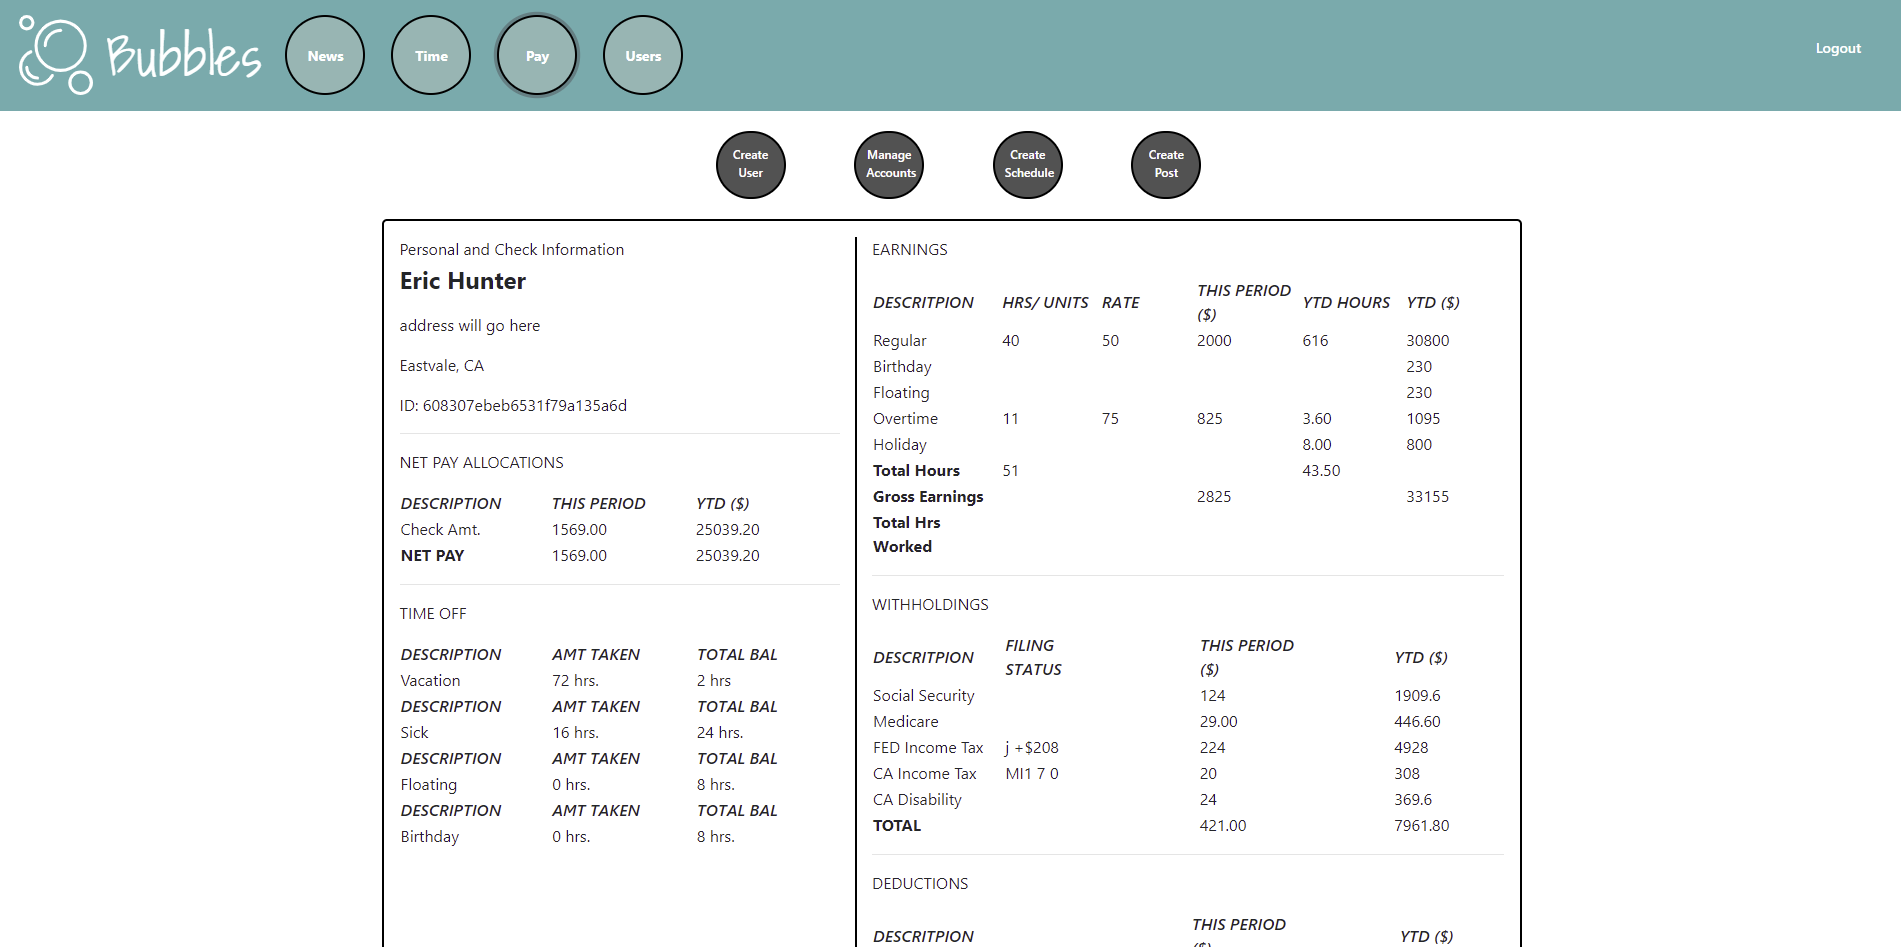 Bubbles
News Time Pay Users
Logout
Create User
Manage Accounts
Create Schedule
Create Post
Personal and Check Information
Eric Hunter
address will go here
Eastvale, CA
ID: 608307ebeb6531f79a135a6d
NET PAY ALLOCATIONS
DESCRIPTION THIS PERIOD YTD ($)
Check Amt. 1569.00 25039.20
NET PAY 1569.00 25039.20
TIME OFF
DESCRIPTION AMT TAKEN TOTAL BAL
Vacation 72 hrs. 2 hrs
DESCRIPTION AMT TAKEN TOTAL BAL
Sick 16 hrs. 24 hrs.
DESCRIPTION AMT TAKEN TOTAL BAL
Floating 0 hrs. 8 hrs.
DESCRIPTION AMT TAKEN TOTAL BAL
Birthday 0 hrs. 8 hrs.
EARNINGS
DESCRITPION HRS/ UNITS RATE THIS PERIOD ($) YTD HOURS YTD ($)
Regular 40 50 2000 616 30800
Birthday 230
Floating 230
Overtime 11 75 825 3.60 1095
Holiday 8.00 800
Total Hours 51 43.50
Gross Earnings 2825 33155
Total Hrs
Worked
WITHHOLDINGS
DESCRITPION FILING STATUS THIS PERIOD ($) YTD ($)
Social Security 124 1909.6
Medicare 29.00 446.60
FED Income Tax j +$208 224 4928
CA Income Tax MI1 7 0 20 308
CA Disability 24 369.6
TOTAL 421.00 7961.80
DEDUCTIONS
DESCRITPION THIS PERIOD ($) YTD ($)